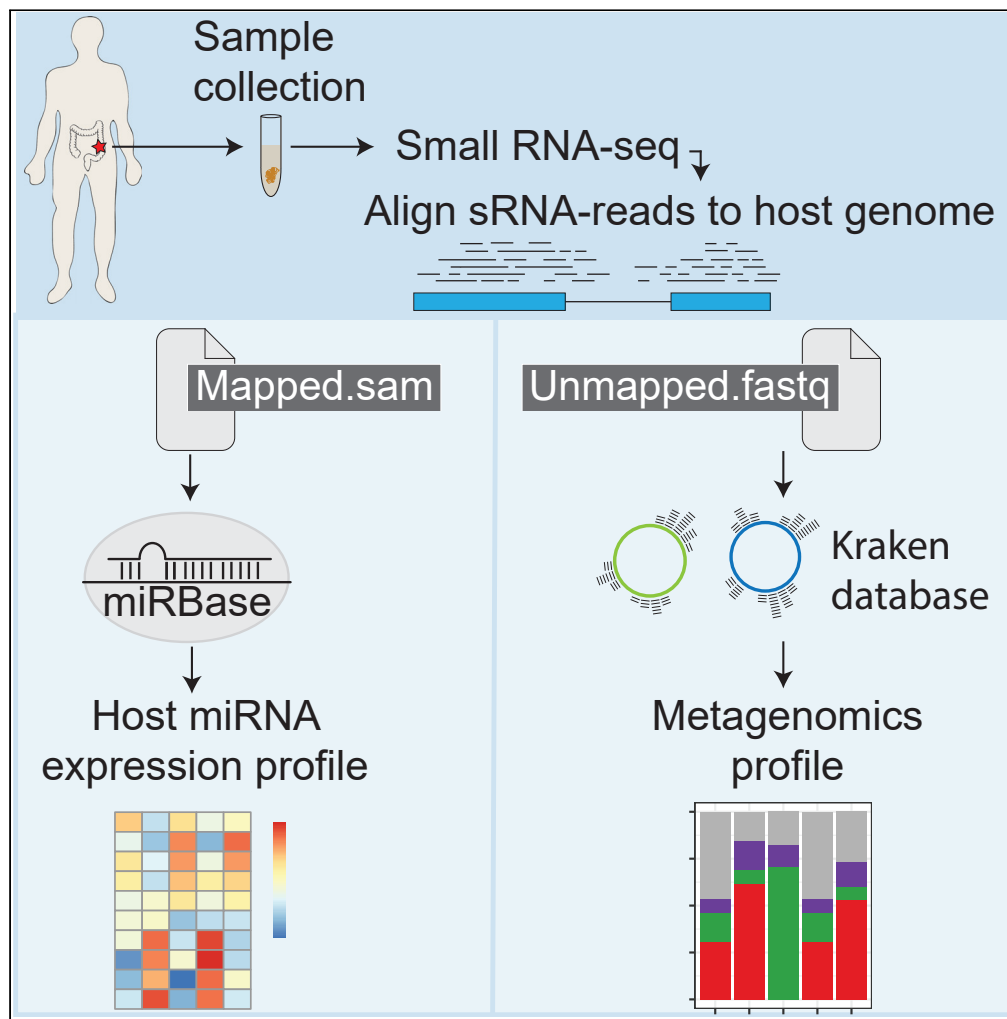 Sample
collection
Small RNA-seq
Align sRNA-reads to host genome
Mapped.sam
Unmapped.fastq
miRBase
Kraken
database
Host miRNA
expression profile
Metagenomics
profile